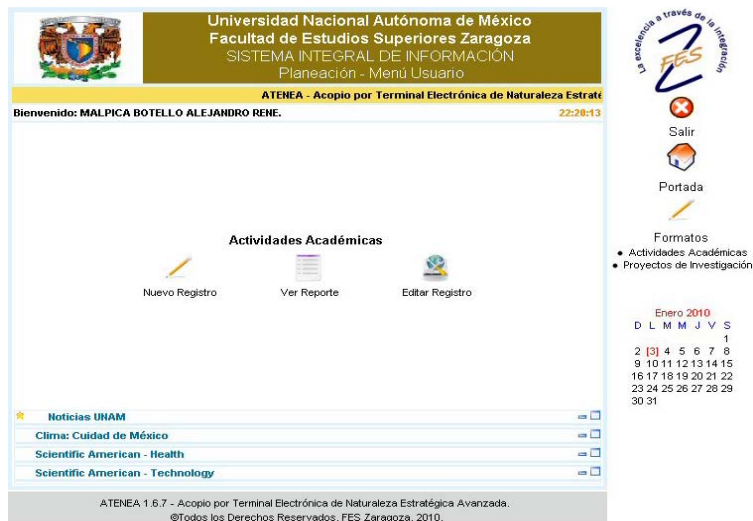 Universidad Nacional Autónoma de México
Facultad de Estudios Superiores Zaragoza
SISTEMA INTEGRAL DE INFORMACIÓN
Planeación - Menú Usuario
ATENEA - Acopio por Terminal Electrónica de Naturaleza Estraté
Bienvenido: MALPICA BOTELLO ALEJANDRO RENE.
22:20:13
Actividades Académicas
Nuevo Registro
Ver Reporte
Editar Registro
Noticias UNAM
Clima: Cuidad de México
Scientific American - Health
Scientific American - Technology
ATENEA 1.6.7 - Acopio por Terminal Electrónica de Naturaleza Estratégica Avanzada.
©Todos los Derechos Reservados. FES Zaragoza. 2010.
La excelencia a través de la integración
FES
Salir
Portada
Formatos
Actividades Académicas
Proyectos de Investigación
Enero 2010
D L M M J V S
1
2 [3] 4 5 6 7 8
9 10 11 12 13 14 15
16 17 18 19 20 21 22
23 24 25 26 27 28 29
30 31